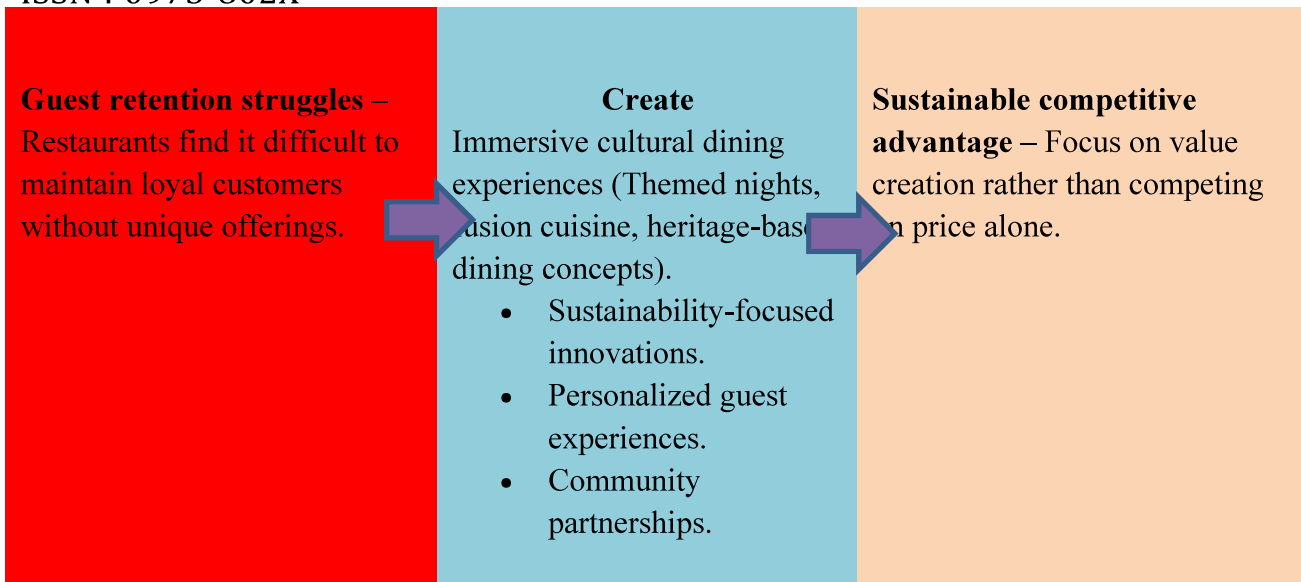 Guest retention struggles –
Restaurants find it difficult to
maintain loyal customers
without unique offerings.
Create
Immersive cultural dining
experiences (Themed nights,
cuisine, heritage-based
dining concepts).
• Sustainability-focused
innovations.
• Personalized guest
experiences.
• Community
partnerships.
Sustainable competitive
advantage – Focus on value
creation rather than competing
price alone.